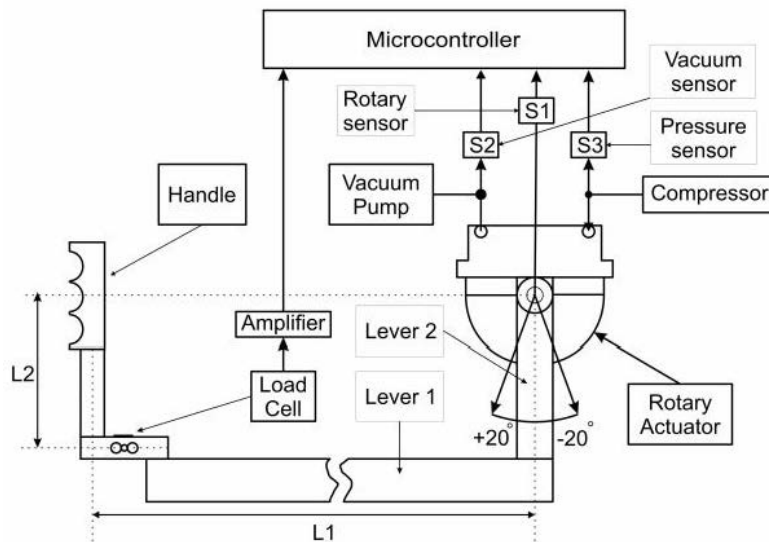 Microcontroller
Vacuum
sensor
Rotary
sensor
S1
S2
S3
Pressure
sensor
Handle
Vacuum
Pump
Compressor
Amplifier
Lever 2
L2
Load
Cell
Lever 1
Rotary
Actuator
+20°
-20°
L1